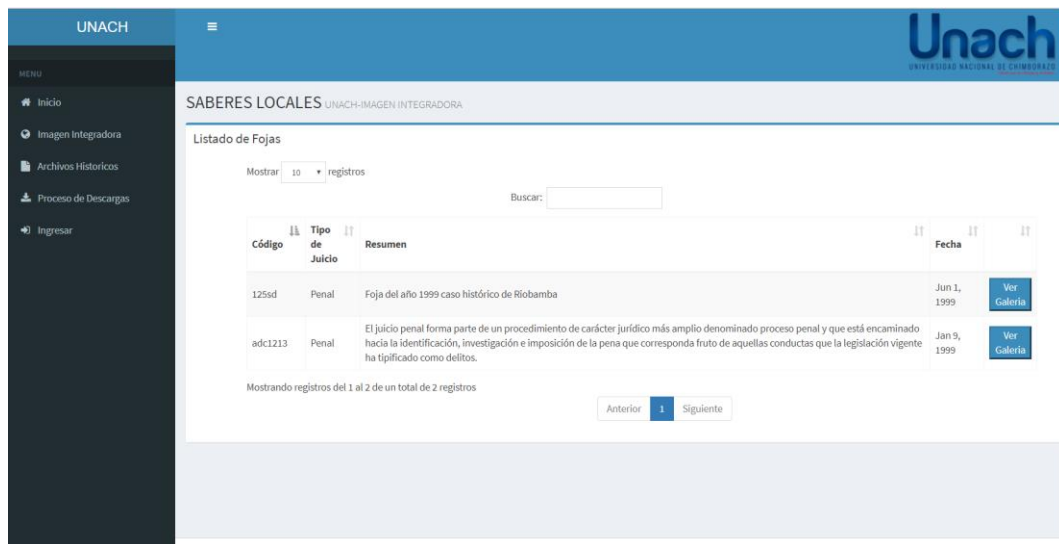 UNACH
Unach
UNIVERSIDAD NACIONAL DE CHIMBORAZO
MENU
Inicio
Imagen Integradora
Archivos Historicos
Proceso de Descargas
Ingresar
SABERES LOCALES UNACH-IMAGEN INTEGRADORA
Listado de Fojas
Mostrar 10 registros
Buscar:
Código
Tipo de Juicio
Resumen
Fecha
125sd
Penal
Foja del año 1999 caso histórico de Riobamba
Jun 1,
1999
Ver
Galeria
adc1213
Penal
El juicio penal forma parte de un procedimiento de carácter jurídico más amplio denominado proceso penal y que está encaminado
hacia la identificación, investigación e imposición de la pena que corresponda fruto de aquellas conductas que la legislación vigente
ha tipificado como delitos.
Jan 9,
1999
Ver
Galeria
Mostrando registros del 1 al 2 de un total de 2 registros
Anterior 1 Siguiente